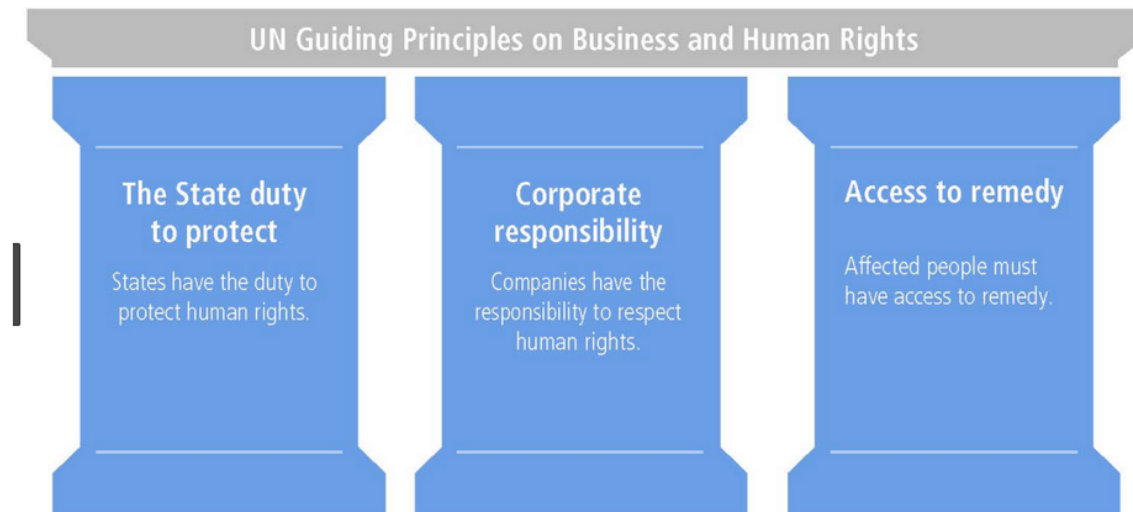 UN Guiding Principles on Business and Human Rights
The State duty
to protect
States have the duty to
protect human rights.
Corporate
responsibility
Companies have the
responsibility to respect
human rights.
Access to remedy
Affected people must
have access to remedy.